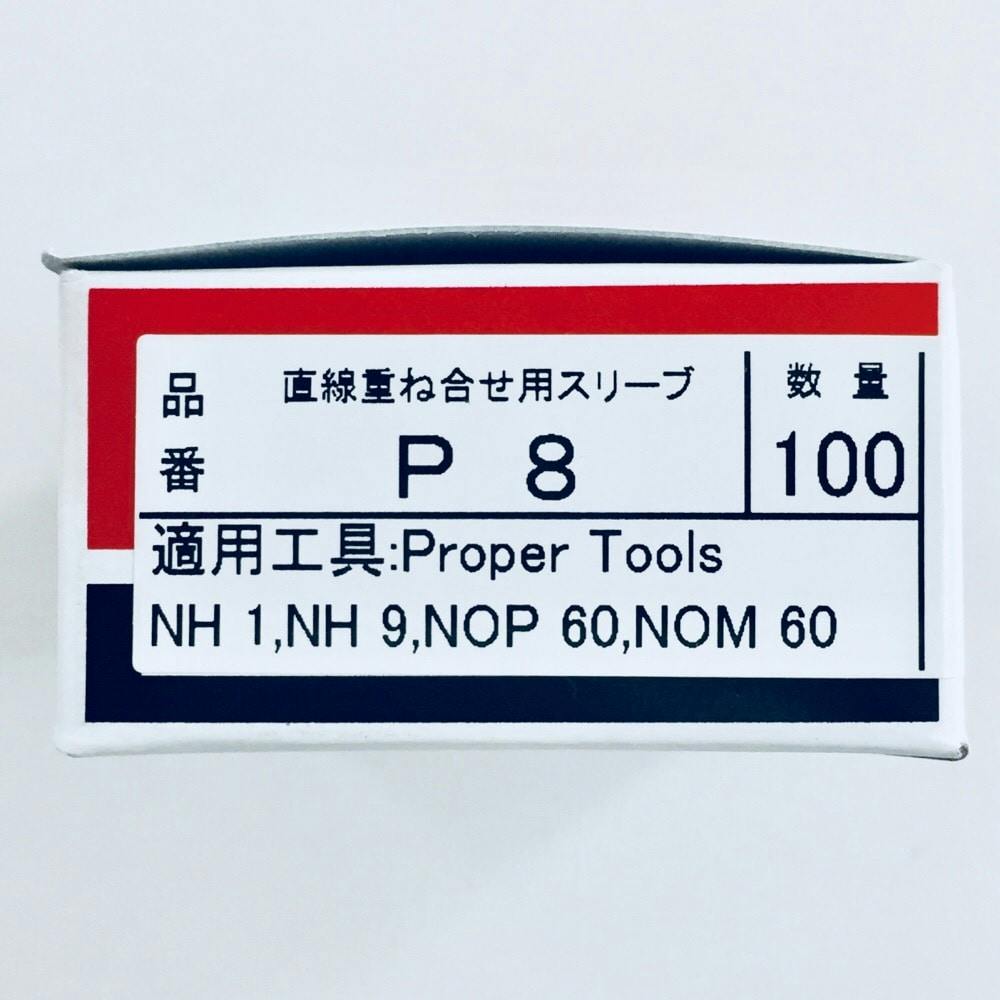 品番
直線重ね合せ用スリーブ
P 8
数量
100
適用工具:Proper Tools
NH 1,NH 9,NOP 60,NOM 60